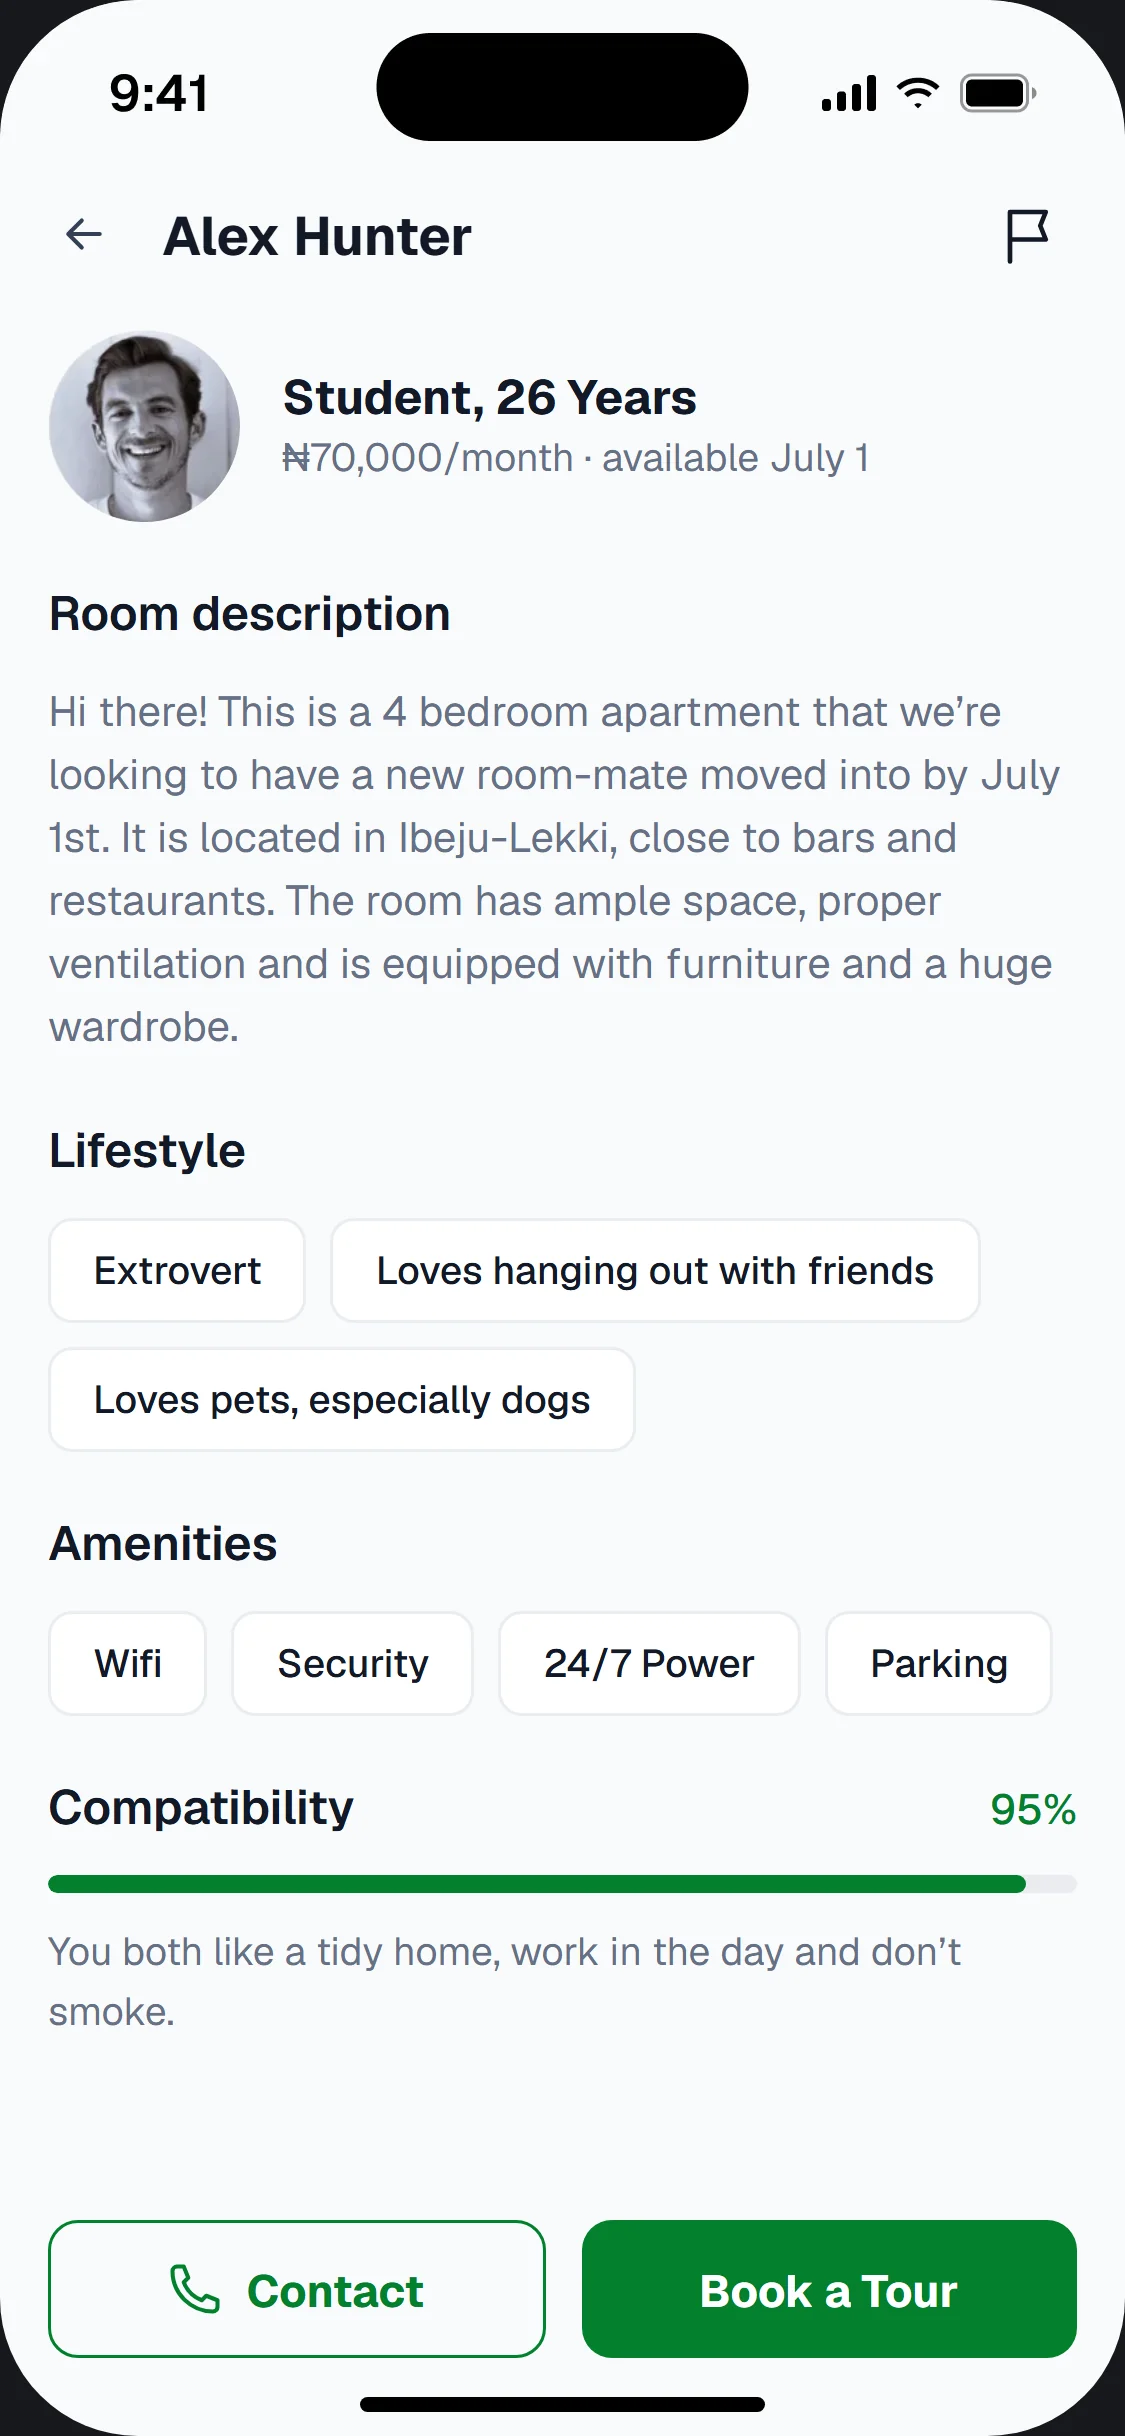 9:41
Alex Hunter
Student, 26 Years
₦70,000/month · available July 1
Room description
Hi there! This is a 4 bedroom apartment that we’re
looking to have a new room-mate moved into by July
1st. It is located in Ibeju-Lekki, close to bars and
restaurants. The room has ample space, proper
ventilation and is equipped with furniture and a huge
wardrobe.
Lifestyle
Extrovert
Loves hanging out with friends
Loves pets, especially dogs
Amenities
Wifi
Security
24/7 Power
Parking
Compatibility
95%
You both like a tidy home, work in the day and don’t
smoke.
Contact
Book a Tour